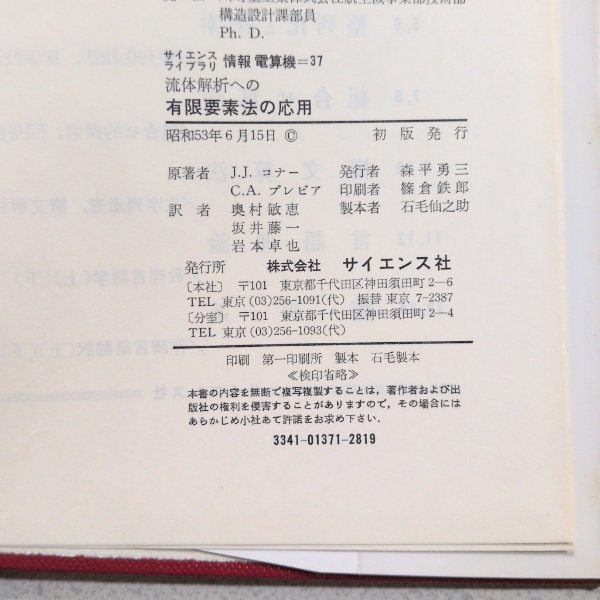 構造設計課部員
Ph. D.
サイエンス
ライブラリ 情報 電算機=37
流体解析への
有限要素法の応用
昭和53年6月15日 © 初版発行
原著者 J.J. コナー 発行者 森平勇三
C.A. ブレビア 印刷者 篠倉鉄郎
訳者 奥村敏恵 製本者 石毛仙之助
坂井藤一
岩本卓也
発行所 株式会社 サイエンス社
〔本社〕 〒101 東京都千代田区神田須田町2—6
TEL 東京(03)256-1091(代) 振替 東京 7-2387
〔分室〕 〒101 東京都千代田区神田須田町2—4
TEL 東京(03)256-1093(代)
印刷 第一印刷所 製本 石毛製本
≪検印省略≫
本書の内容を無断で複写複製することは、著作者および出
版社の権利を侵害することがありますので、その場合には
あらかじめ小社あて許諾をお求め下さい。
3341-01371-2819